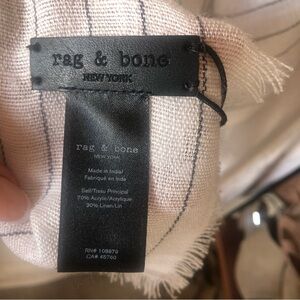 rag & bone
NEW YORK
rag & bone
NEW YORK
Made in India/
Fabriqué en Inde
Self/Tissu Principal
70% Acrylic/Acrylique
30% Linen/Lin
RN# 108870
CA# 45760